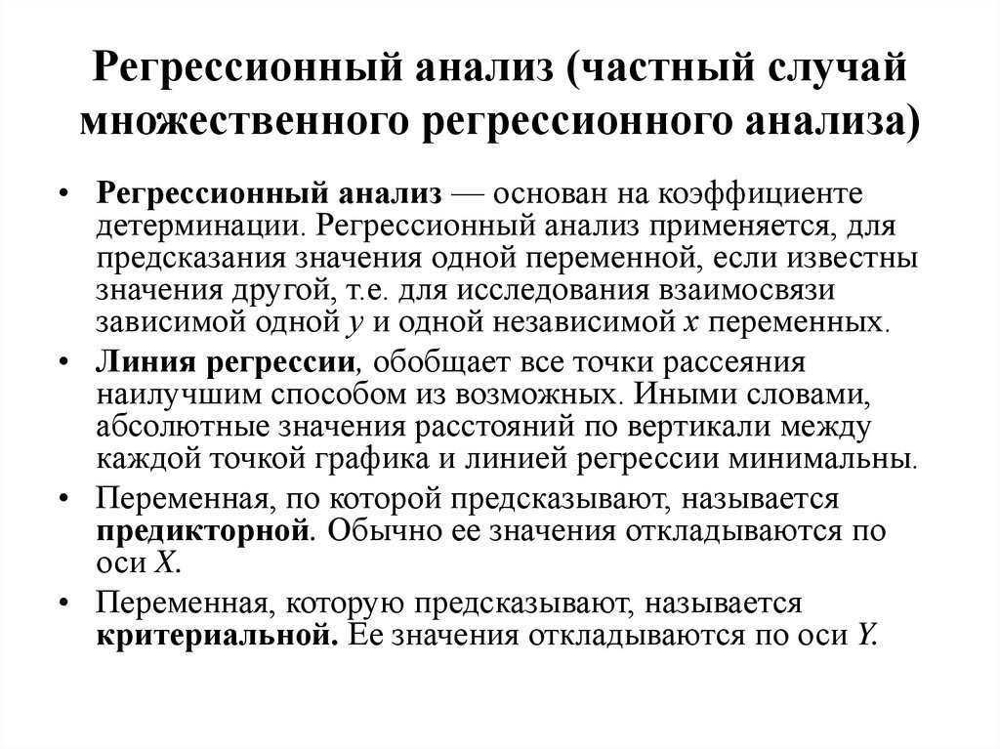 Регрессионный анализ (частный случай
множественного регрессионного анализа)
• Регрессионный анализ — основан на коэффициенте
детерминации. Регрессионный анализ применяется, для
предсказания значения одной переменной, если известны
значения другой, т.е. для исследования взаимосвязи
зависимой одной y и одной независимой x переменных.
• Линия регрессии, обобщает все точки рассеяния
наилучшим способом из возможных. Иными словами,
абсолютные значения расстояний по вертикали между
каждой точкой графика и линией регрессии минимальны.
• Переменная, по которой предсказывают, называется
предикторной. Обычно ее значения откладываются по
оси X.
• Переменная, которую предсказывают, называется
критериальной. Ее значения откладываются по оси Y.